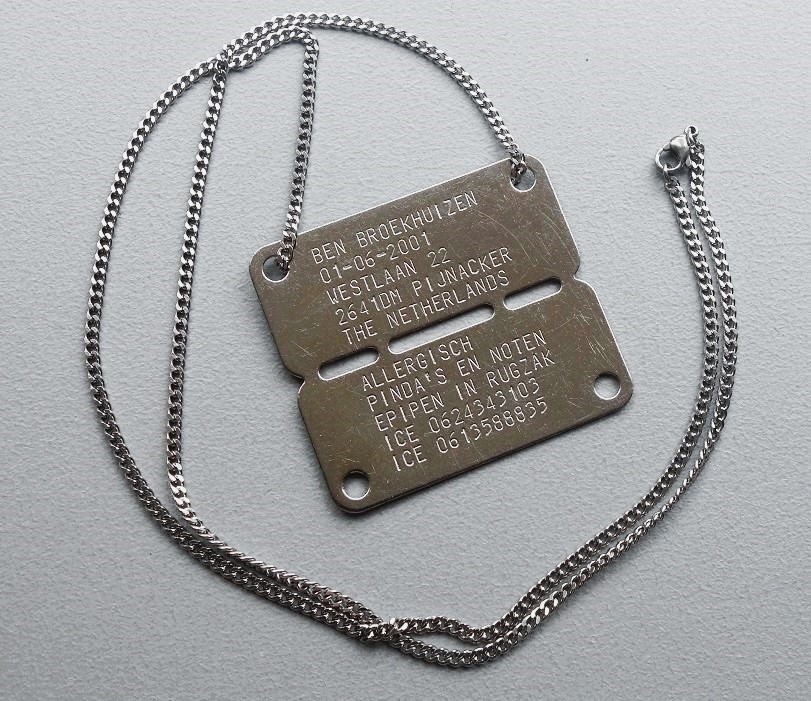 BEN BROEKHUIZEN
01-06-2001
WESTLAAN 22
2641DM PIJNACKER
THE NETHERLANDS
ALLERGISCH
PINDA'S EN NOTEN
EPIPEN IN RUGZAK
ICE 0624343103
ICE 0613588835